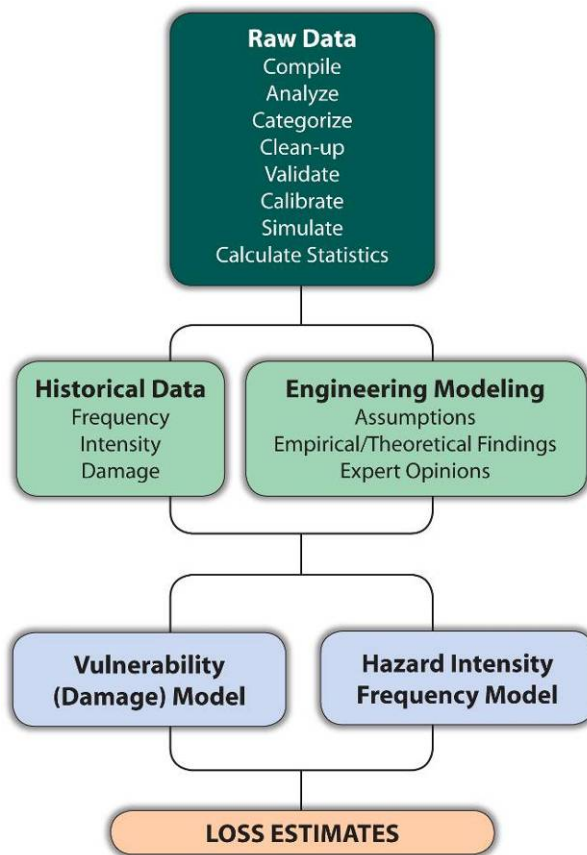 Raw Data
Compile
Analyze
Categorize
Clean-up
Validate
Calibrate
Simulate
Calculate Statistics
Historical Data
Frequency
Intensity
Damage
Engineering Modeling
Assumptions
Empirical/Theoretical Findings
Expert Opinions
Vulnerability
(Damage) Model
Hazard Intensity
Frequency Model
LOSS ESTIMATES